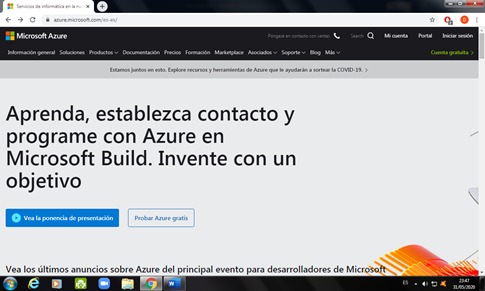 Servicios de informática en la nu
azure.microsoft.com/es-es/
Microsoft Azure
Póngase en contacto con ventas
Search
Mi cuenta
Portal
Iniciar sesión
Información general
Soluciones
Productos
Documentación
Precios
Formación
Marketplace
Asociados
Soporte
Blog
Más
Cuenta gratuita >
Estamos juntos en esto. Explore recursos y herramientas de Azure que le ayudarán a sortear la COVID-19. >
Aprenda, establezca contacto y
programe con Azure en
Microsoft Build. Invente con un
objetivo
Vea la ponencia de presentación
Probar Azure gratis
Vea los últimos anuncios sobre Azure del principal evento para desarrolladores de Microsoft
ES
23:47
31/05/2020